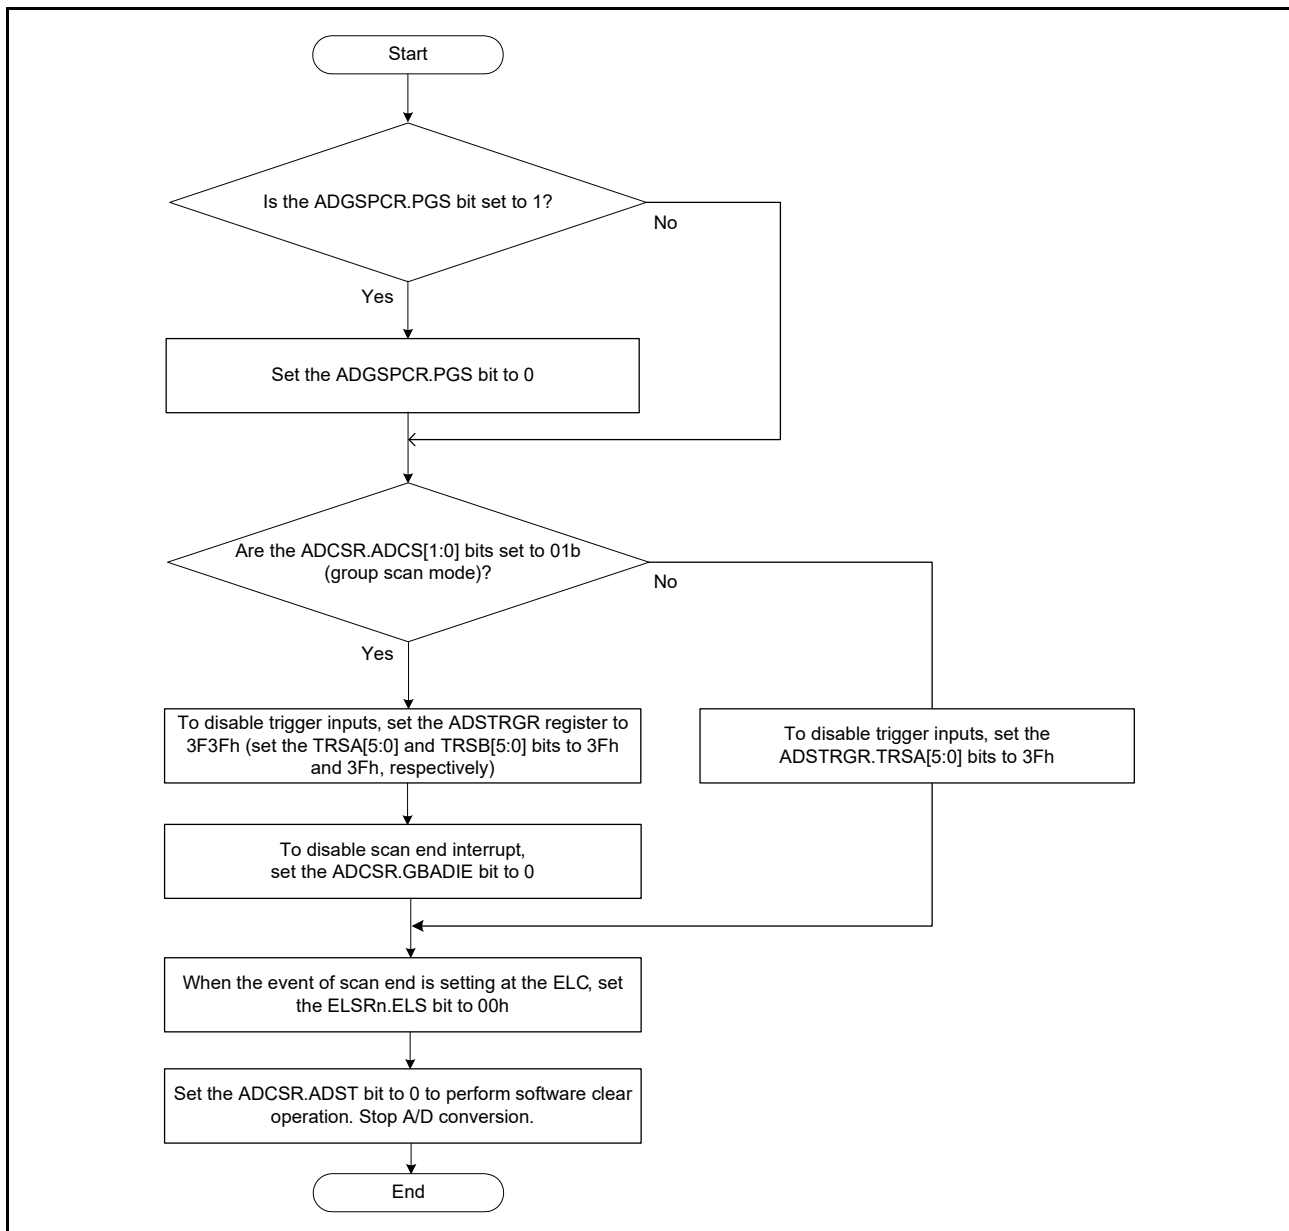 Start
Is the ADGSPCR.PGS bit set to 1?
No
Yes
Set the ADGSPCR.PGS bit to 0
Are the ADCSR.ADCS[1:0] bits set to 01b
(group scan mode)?
No
Yes
To disable trigger inputs, set the ADSTRGR register to
3F3Fh (set the TRSA[5:0] and TRSB[5:0] bits to 3Fh
and 3Fh, respectively)
To disable trigger inputs, set the
ADSTRGR.TRSA[5:0] bits to 3Fh
To disable scan end interrupt,
set the ADCSR.GBADIE bit to 0
When the event of scan end is setting at the ELC, set
the ELSRn.ELS bit to 00h
Set the ADCSR.ADST bit to 0 to perform software clear
operation. Stop A/D conversion.
End